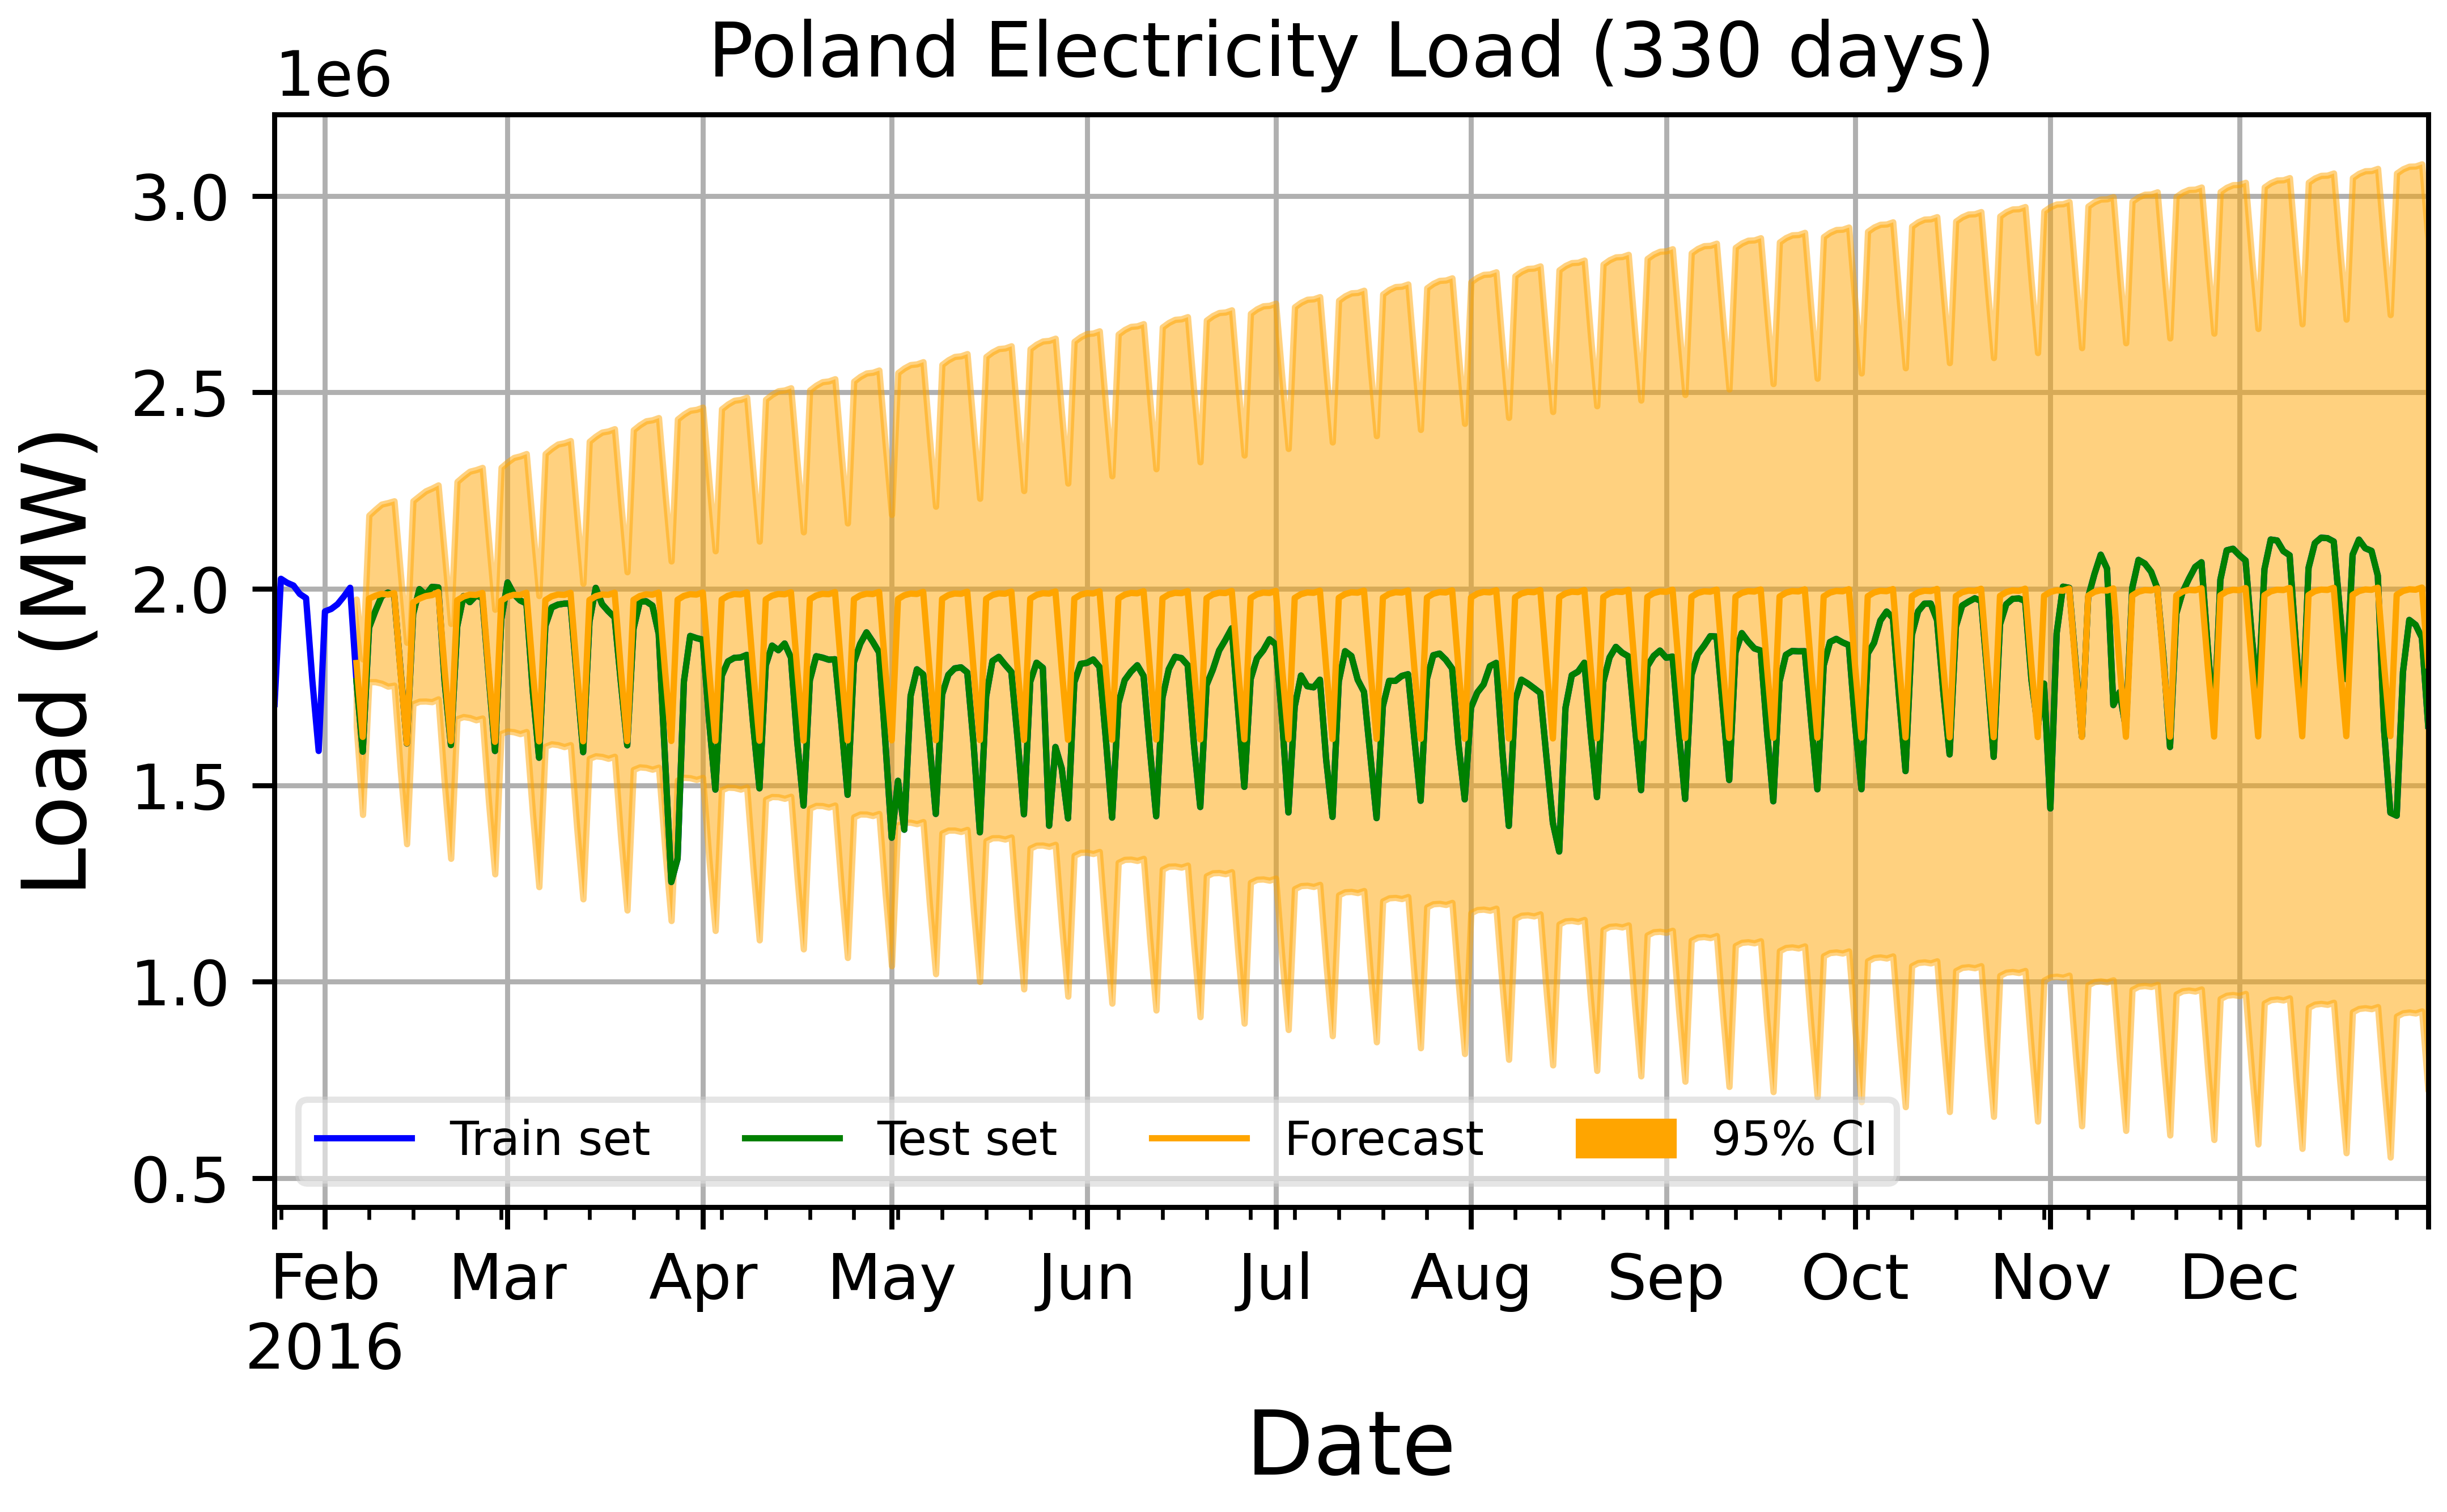 Poland Electricity Load (330 days)
1e6
3.0
2.5
2.0
1.5
1.0
0.5
Load (MW)
Train set Test set Forecast 95% CI
Feb Mar Apr May Jun Jul Aug Sep Oct Nov Dec
2016
Date